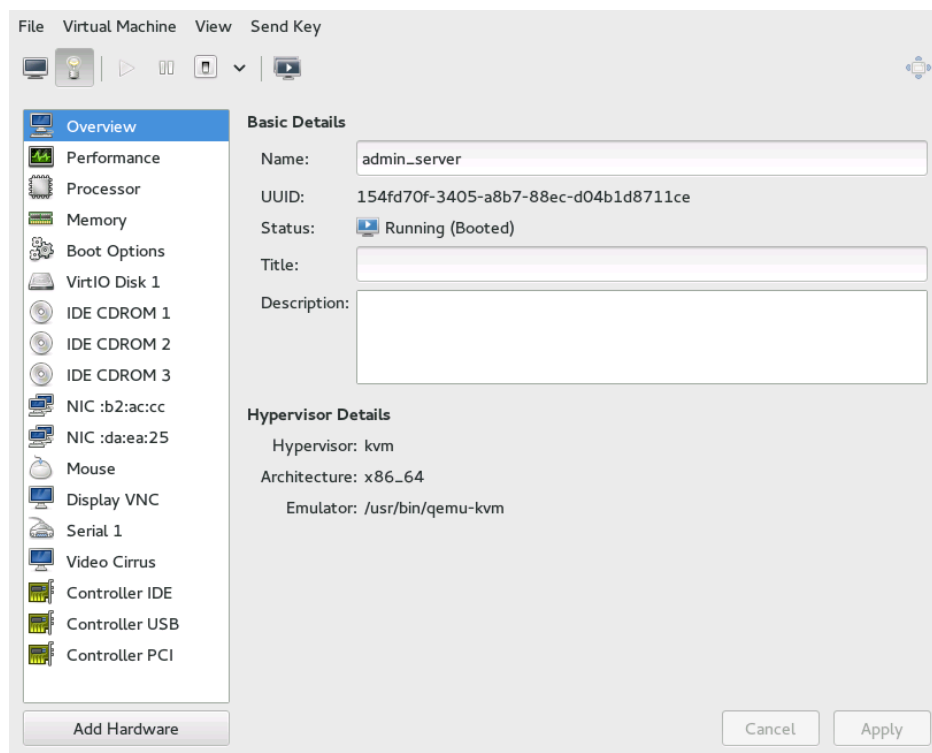 File Virtual Machine View Send Key
Overview
Performance
Processor
Memory
Boot Options
VirtIO Disk 1
IDE CDROM 1
IDE CDROM 2
IDE CDROM 3
NIC :b2:ac:cc
NIC :da:ea:25
Mouse
Display VNC
Serial 1
Video Cirrus
Controller IDE
Controller USB
Controller PCI
Add Hardware
Basic Details
Name: admin_server
UUID: 154fd70f-3405-a8b7-88ec-d04b1d8711ce
Status: Running (Booted)
Title:
Description:
Hypervisor Details
Hypervisor: kvm
Architecture: x86_64
Emulator: /usr/bin/qemu-kvm
Cancel Apply